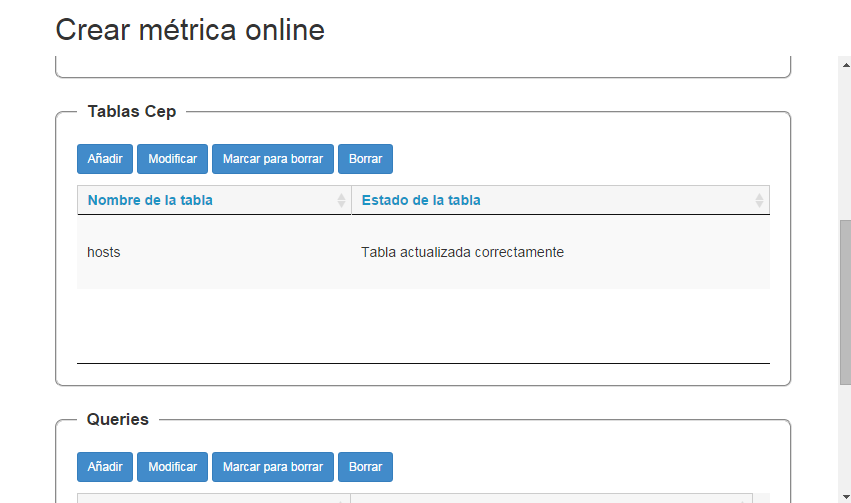 Crear métrica online
Tablas Cep
Añadir Modificar Marcar para borrar Borrar
Nombre de la tabla Estado de la tabla
hosts Tabla actualizada correctamente
Queries
Añadir Modificar Marcar para borrar Borrar